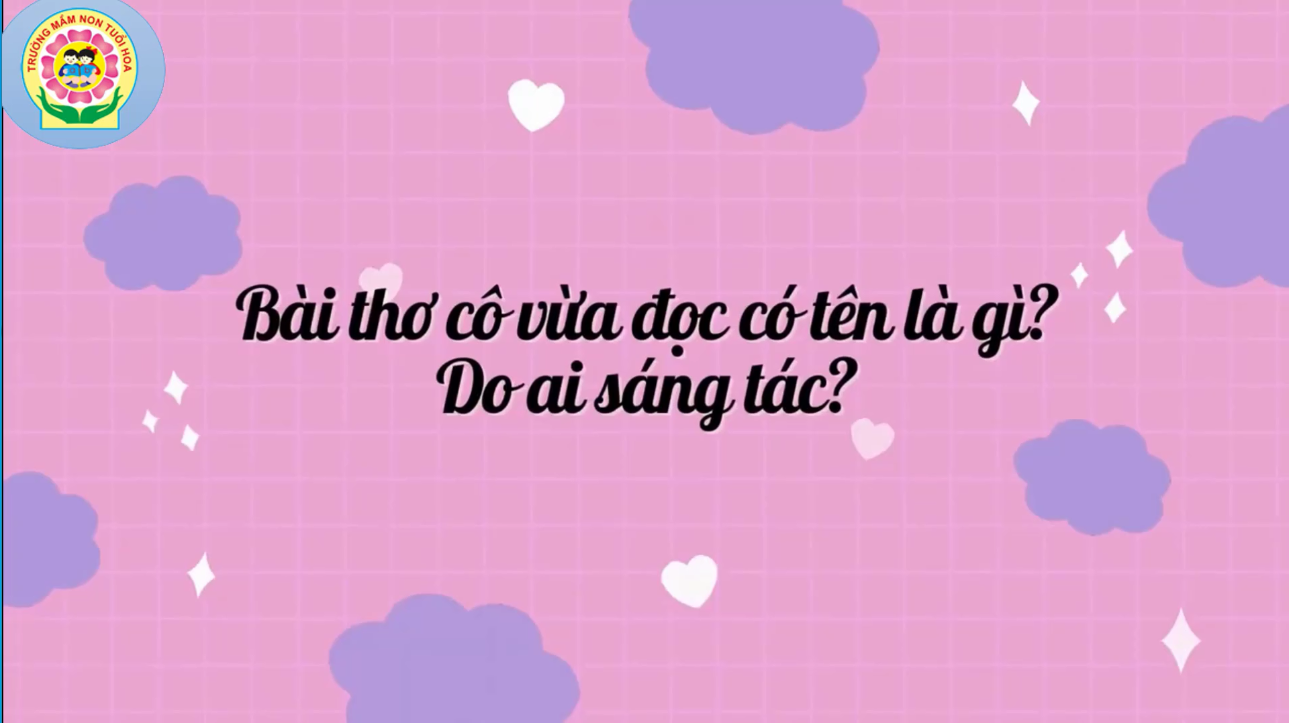 TRƯỜNG MẦM NON TUỔI HOA
Bài thơ cô vừa đọc có tên là gì?
Do ai sáng tác?